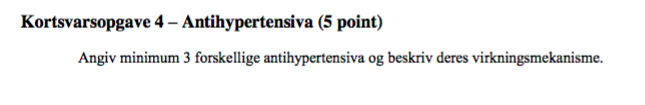 Kortsvarsopgave 4 – Antihypertensiva (5 point)
Angiv minimum 3 forskellige antihypertensiva og beskriv deres virkningsmekanisme.